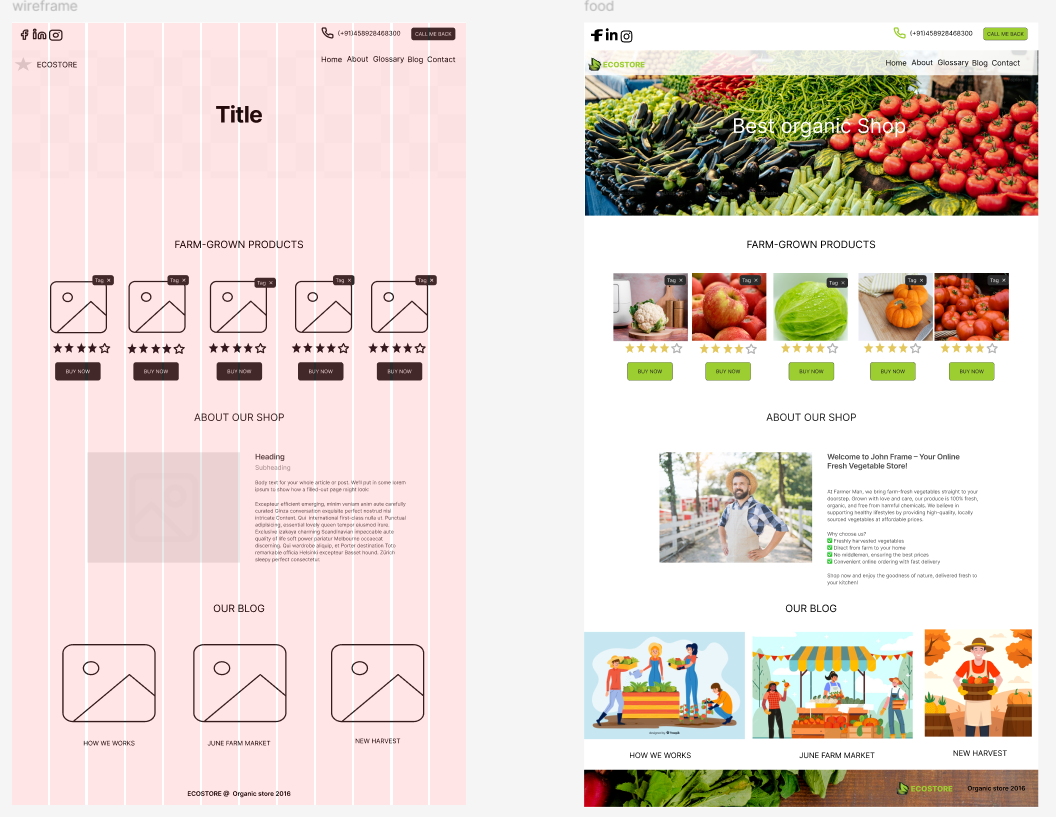 wireframe
(+91)458928468300
CALL ME BACK
ECOSTORE
Home About Glossary Blog Contact
Title
FARM-GROWN PRODUCTS
Tag × Tag × Tag × Tag × Tag ×
BUY NOW BUY NOW BUY NOW BUY NOW BUY NOW
ABOUT OUR SHOP
Heading
Subheading
Body text for your whole article or post. We'll put in some lorem
ipsum to show how a filled-out page might look:
Excepteur efficient emerging, minim veniam anim aute carefully
curated Ginza conversation exquisite perfect nostrud nisi
intricate Content. Qui international first-class nulla ut. Punctual
adipisicing, essential lovely queen tempor eiusmod irure.
Exclusive izakaya charming Scandinavian impeccable aute
quality of life soft power pariatur Melbourne occaecat
discerning. Qui wardrobe aliquip, et Porter destination Toto
remarkable officia Helsinki excepteur Basset hound. Zürich
sleepy perfect consectetur.
OUR BLOG
HOW WE WORKS JUNE FARM MARKET NEW HARVEST
ECOSTORE @ Organic store 2016
food
(+91)458928468300
CALL ME BACK
ECOSTORE
Home About Glossary Blog Contact
Best organic Shop
FARM-GROWN PRODUCTS
Tag × Tag × Tag × Tag × Tag ×
BUY NOW BUY NOW BUY NOW BUY NOW BUY NOW
ABOUT OUR SHOP
Welcome to John Frame – Your Online
Fresh Vegetable Store!
At Farmer Man, we bring farm-fresh vegetables straight to your
doorstep. Grown with love and care, our produce is 100% fresh,
organic, and free from harmful chemicals. We believe in
supporting healthy lifestyles by providing high-quality, locally
sourced vegetables at affordable prices.
Why choose us?
✅ Freshly harvested vegetables
✅ Direct from farm to your home
✅ No middlemen, ensuring the best prices
✅ Convenient online ordering with fast delivery
Shop now and enjoy the goodness of nature, delivered fresh to
your kitchen!
OUR BLOG
designed by freepik
HOW WE WORKS JUNE FARM MARKET NEW HARVEST
ECOSTORE Organic store 2016